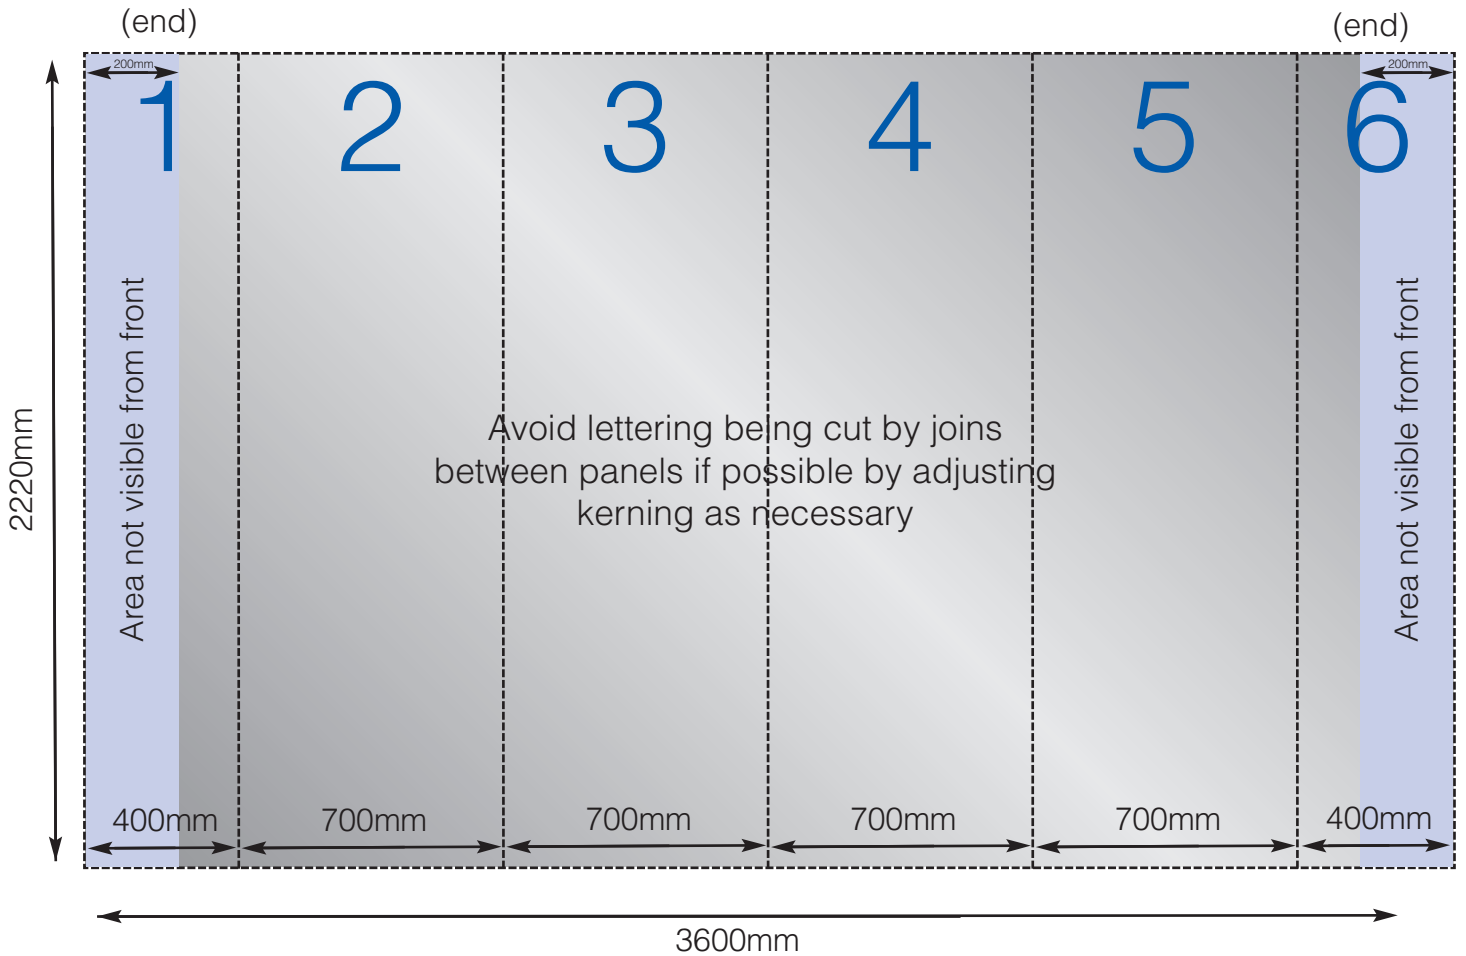 (end)
(end)
200mm
200mm
1
2
3
4
5
6
Area not visible from front
Area not visible from front
2220mm
Avoid lettering being cut by joins
between panels if possible by adjusting
kerning as necessary
400mm
700mm
700mm
700mm
700mm
400mm
3600mm